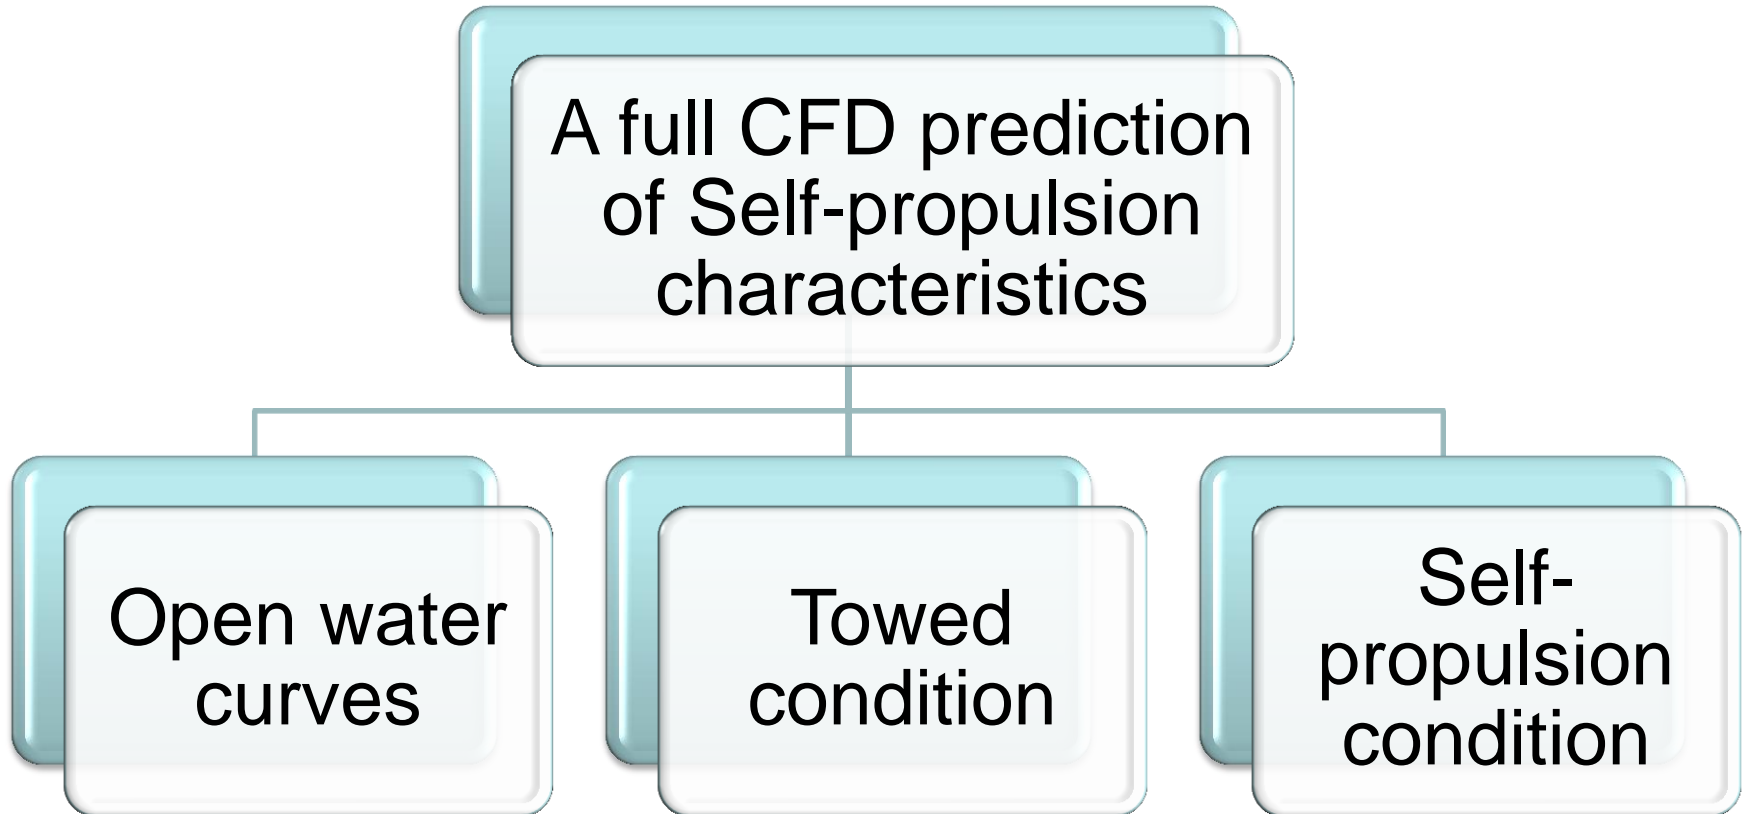 A full CFD prediction
of Self-propulsion
characteristics
Open water
curves
Towed
condition
Self-
propulsion
condition